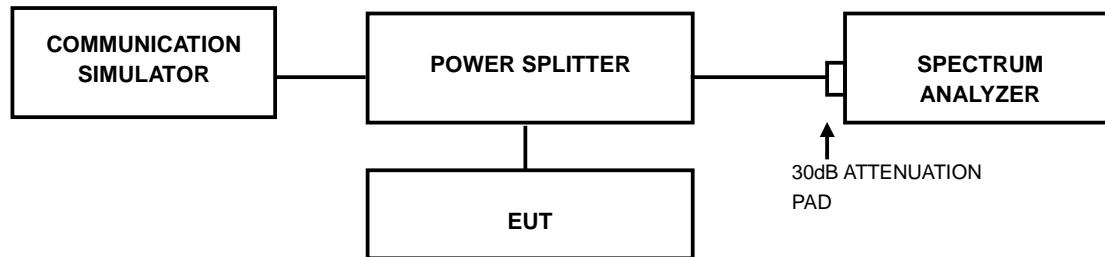 COMMUNICATION
SIMULATOR
POWER SPLITTER
SPECTRUM
ANALYZER
30dB ATTENUATION
PAD
EUT